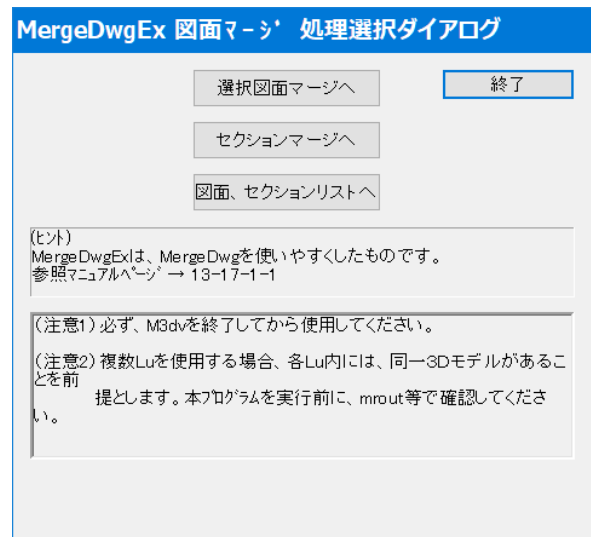 MergeDwgEx 図面ﾏｰｼﾞ 処理選択ダイアログ
選択図面マージへ
終了
セクションマージへ
図面、セクションリストへ
(ﾋﾝﾄ)
MergeDwgExは、MergeDwgを使いやすくしたものです。
参照ﾏﾆｭｱﾙﾍﾟｰｼﾞ → 13-17-1-1
(注意1) 必ず、M3dvを終了してから使用してください。
(注意2) 複数Luを使用する場合、各Lu内には、同一3Dモデルがあるこ
とを前
提とします。本ﾌﾟﾛｸﾞﾗﾑを実行前に、mrout等で確認してくださ
い。